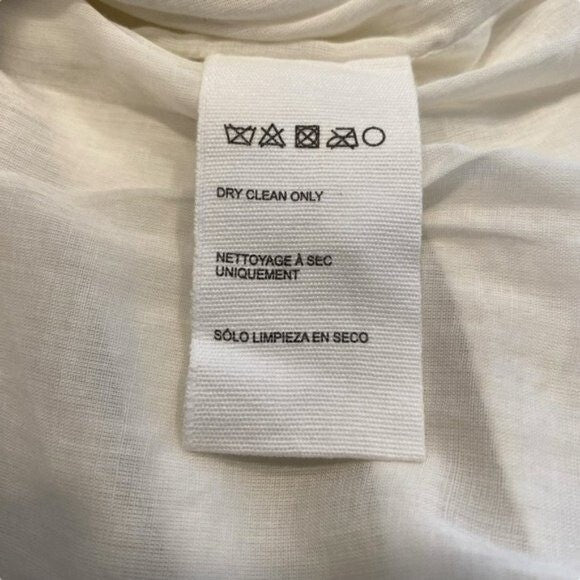 DRY CLEAN ONLY
NETTOYAGE À SEC
UNIQUEMENT
SÓLO LIMPIEZA EN SECO